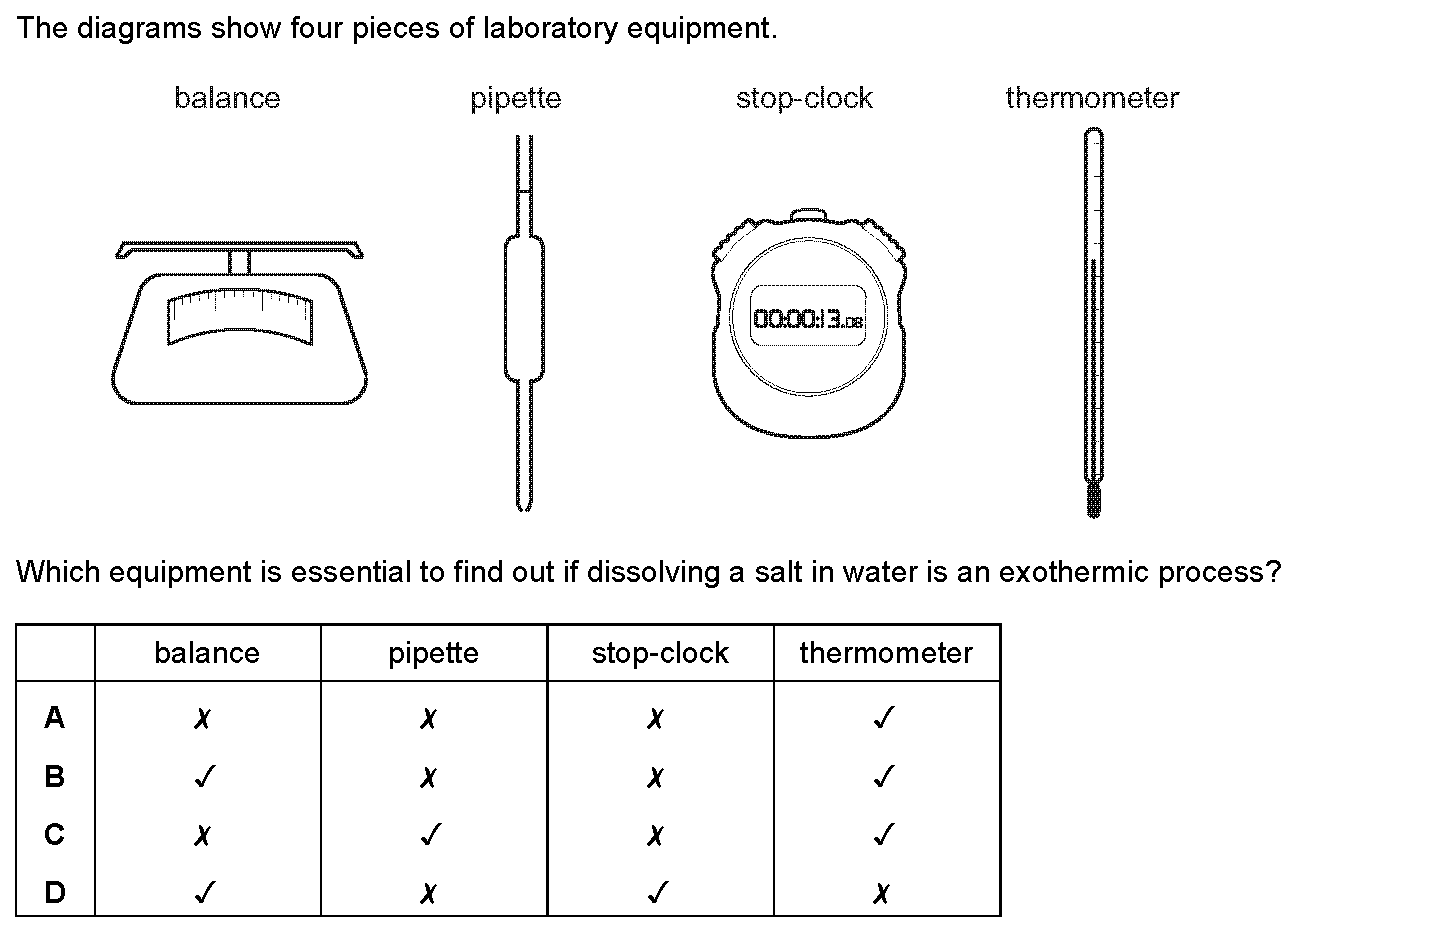 The diagrams show four pieces of laboratory equipment.
balance pipette stop-clock thermometer
00:00:13.08
Which equipment is essential to find out if dissolving a salt in water is an exothermic process?
balance pipette stop-clock thermometer
A ✗ ✗ ✗ ✓
B ✓ ✗ ✗ ✓
C ✗ ✓ ✗ ✓
D ✓ ✗ ✓ ✗